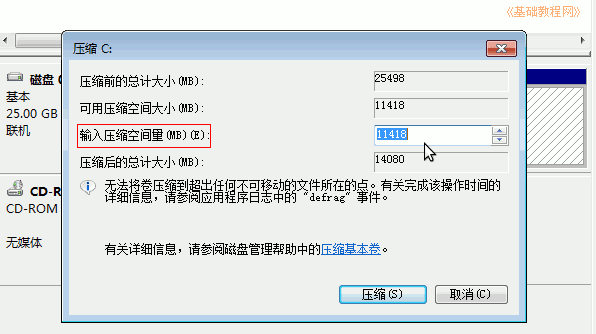 《基础教程网》
压缩 C:
磁盘
基本
25.00 GB
联机
压缩前的总计大小(MB):
25498
可用压缩空间大小(MB):
11418
输入压缩空间量(MB)(E):
11418
压缩后的总计大小(MB):
14080
无法将卷压缩到超出任何不可移动的文件所在的点。有关完成该操作时间的
详细信息，请参阅应用程序日志中的 "defrag" 事件。
CD-ROM
无媒体
有关详细信息，请参阅磁盘管理帮助中的压缩基本卷。
压缩(S)
取消(C)